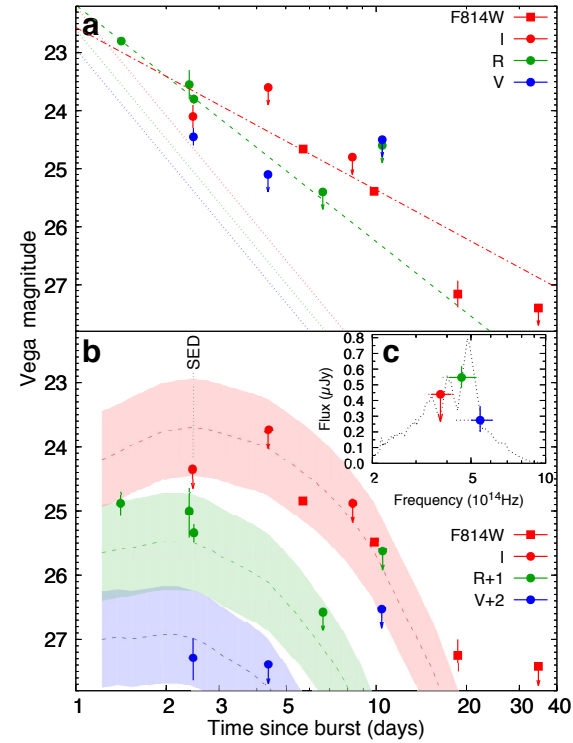 a
F814W
I
R
V
23
24
25
26
27
Vega magnitude
b
SED
23
24
25
26
27
c
0.8
0.7
0.6
0.5
0.4
0.3
0.2
0.1
0.0
Flux (μJy)
2 5 10
Frequency (10¹⁴Hz)
F814W
I
R+1
V+2
1 2 3 5 10 20 30 40
Time since burst (days)